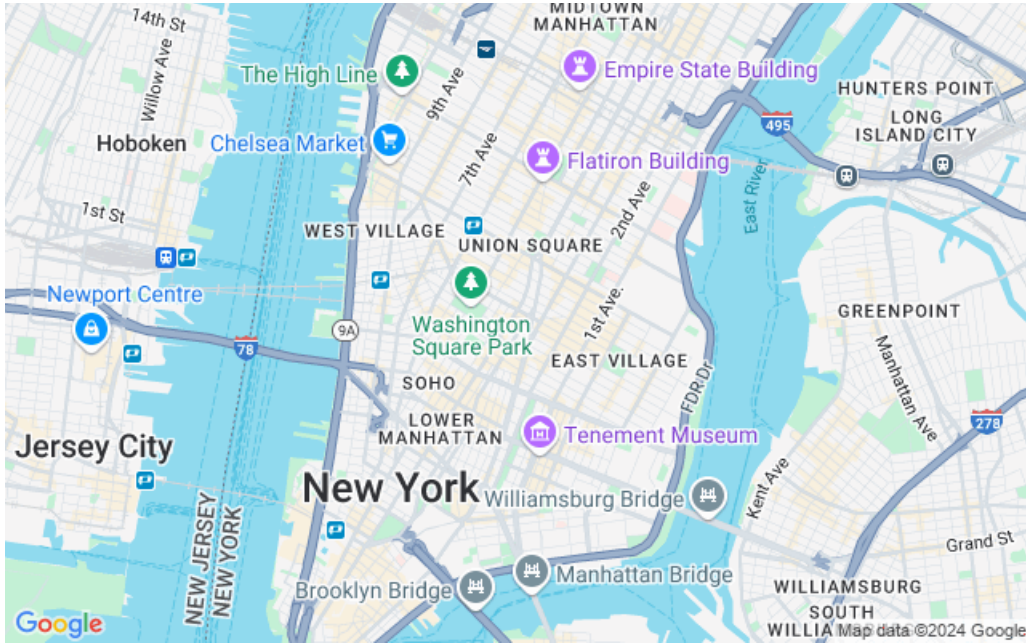 14th St
MIDTOWN
MANHATTAN
Willow Ave
The High Line
9th Ave
Empire State Building
HUNTERS POINT
LONG
ISLAND CITY
495
Hoboken
Chelsea Market
7th Ave
Flatiron Building
2nd Ave
East River
1st St
WEST VILLAGE
UNION SQUARE
Newport Centre
GREENPOINT
9A
78
Washington
Square Park
1st Ave.
EAST VILLAGE
Manhattan Ave
SOHO
FDR Dr
LOWER
MANHATTAN
278
Jersey City
Tenement Museum
Kent Ave
New York
Williamsburg Bridge
NEW JERSEY
NEW YORK
Grand St
Brooklyn Bridge
Manhattan Bridge
WILLIAMSBURG
SOUTH
Google
Map data ©2024 Google